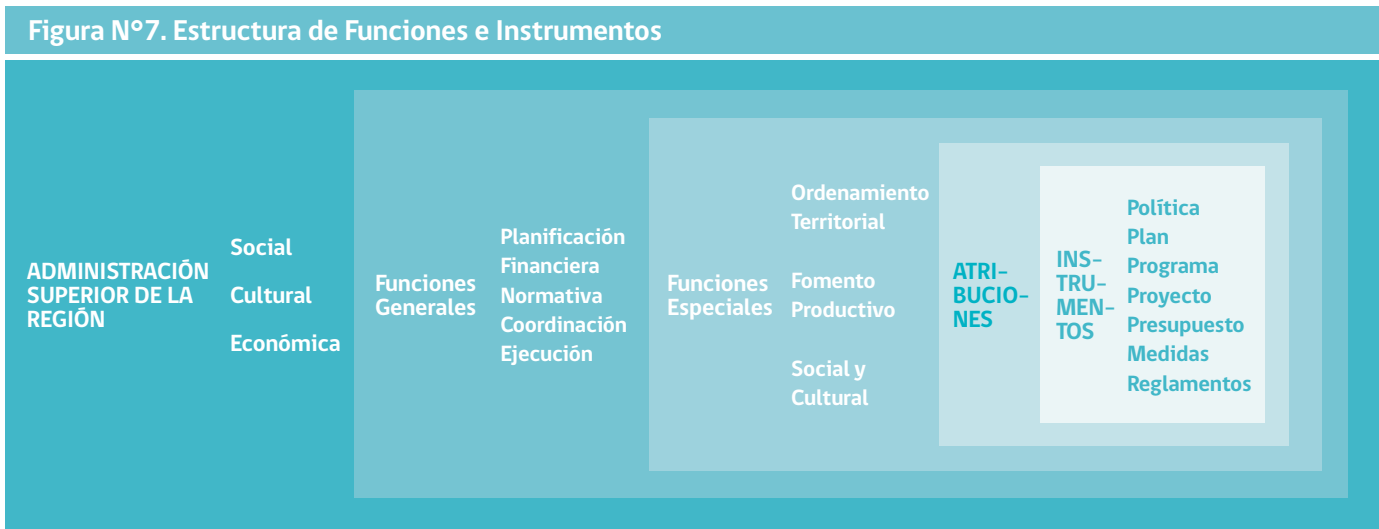 Figura N°7. Estructura de Funciones e Instrumentos
ADMINISTRACIÓN
SUPERIOR DE LA
REGIÓN
Social
Cultural
Económica
Funciones
Generales
Planificación
Financiera
Normativa
Coordinación
Ejecución
Funciones
Especiales
Ordenamiento
Territorial
Fomento
Productivo
Social y
Cultural
ATRI-
BUCIO-
NES
INS-
TRU-
MEN-
TOS
Política
Plan
Programa
Proyecto
Presupuesto
Medidas
Reglamentos